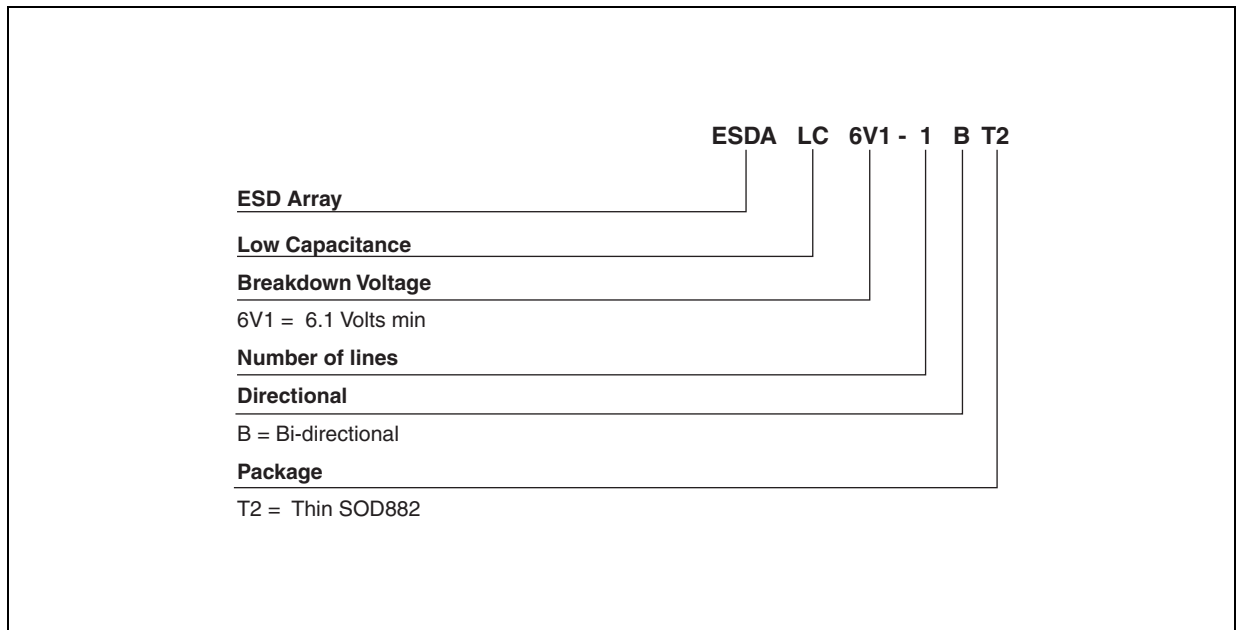 ESDA LC 6V1 - 1 B T2
ESD Array
Low Capacitance
Breakdown Voltage
6V1 = 6.1 Volts min
Number of lines
Directional
B = Bi-directional
Package
T2 = Thin SOD882